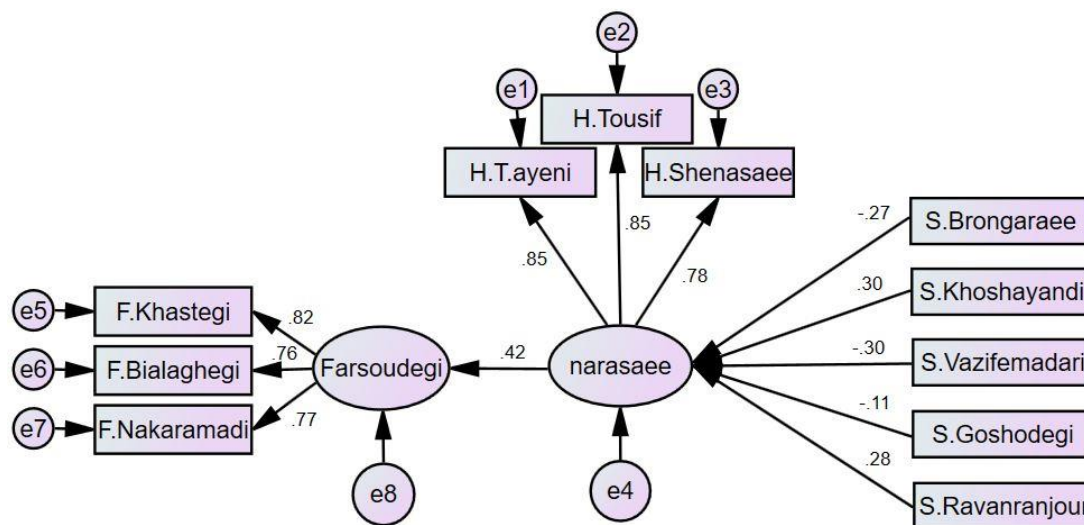 e2
e1
e3
H.Tousif
H.T.ayeni
H.Shenasaee
-.27
S.Brongaraee
.85
.85
.78
.30
S.Khoshayandi
e5
F.Khastegi
.82
e6
F.Bialaghegi
.76
Farsoudegi
.42
narasaee
-.30
S.Vazifemadari
e7
F.Nakaramadi
.77
-.11
S.Goshodegi
.28
e8
e4
S.Ravanranjour